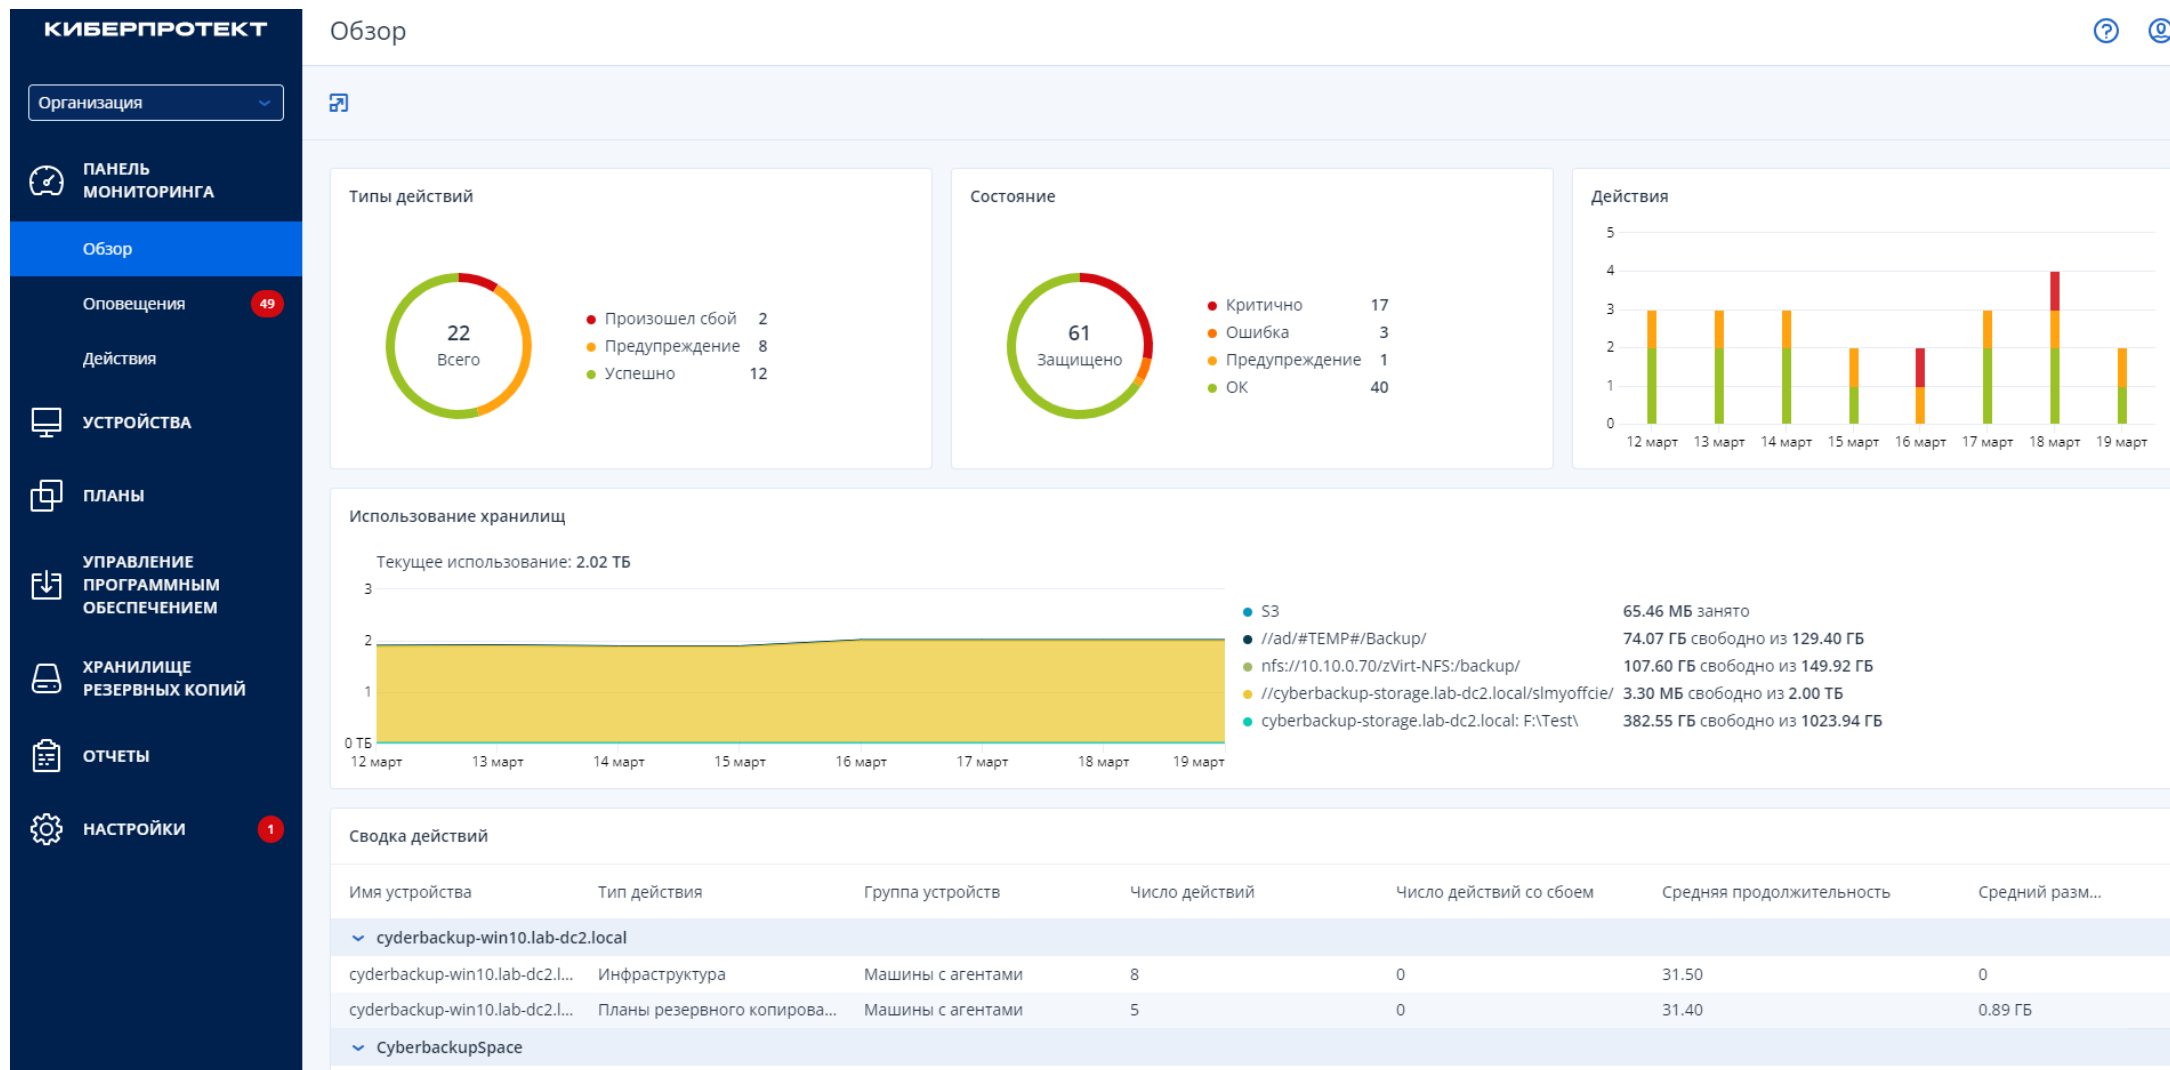 КИБЕРПРОТЕКТ
Обзор
Организация
ПАНЕЛЬ
МОНИТОРИНГА
Обзор
Оповещения 49
Действия
УСТРОЙСТВА
ПЛАНЫ
УПРАВЛЕНИЕ
ПРОГРАММНЫМ
ОБЕСПЕЧЕНИЕМ
ХРАНИЛИЩЕ
РЕЗЕРВНЫХ КОПИЙ
ОТЧЕТЫ
НАСТРОЙКИ 1
Типы действий
22
Всего
Произошел сбой 2
Предупреждение 8
Успешно 12
Состояние
61
Защищено
Критично 17
Ошибка 3
Предупреждение 1
ОК 40
Действия
5
4
3
2
1
0
12 март 13 март 14 март 15 март 16 март 17 март 18 март 19 март
Использование хранилищ
Текущее использование: 2.02 ТБ
3
2
1
0 ТБ
12 март 13 март 14 март 15 март 16 март 17 март 18 март 19 март
S3 65.46 МБ занято
//ad/#TEMP#/Backup/ 74.07 ГБ свободно из 129.40 ГБ
nfs://10.10.0.70/zVirt-NFS:/backup/ 107.60 ГБ свободно из 149.92 ГБ
//cyberbackup-storage.lab-dc2.local/slmyoffcie/ 3.30 МБ свободно из 2.00 ТБ
cyberbackup-storage.lab-dc2.local: F:\Test\ 382.55 ГБ свободно из 1023.94 ГБ
Сводка действий
Имя устройства Тип действия Группа устройств Число действий Число действий со сбоем Средняя продолжительность Средний разм...
cyderbackup-win10.lab-dc2.local
cyderbackup-win10.lab-dc2.l... Инфраструктура Машины с агентами 8 0 31.50 0
cyderbackup-win10.lab-dc2.l... Планы резервного копирова... Машины с агентами 5 0 31.40 0.89 ГБ
CyberbackupSpace